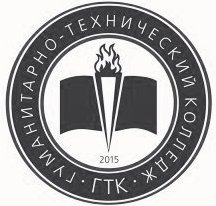 ГУМАНИТАРНО-ТЕХНИЧЕСКИЙ КОЛЛЕДЖ
2015
· ГТК ·